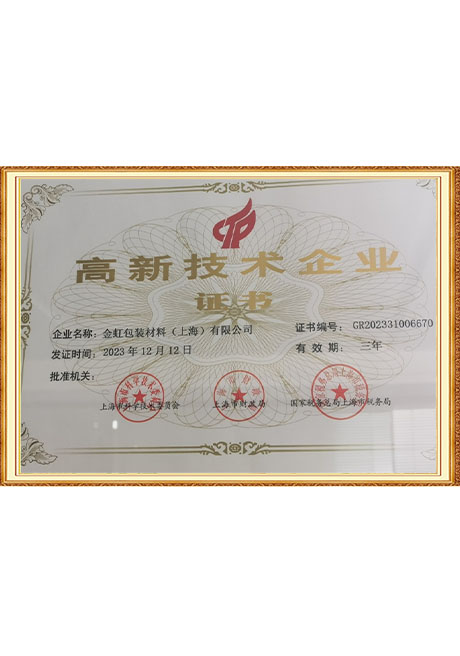 高新技术企业
证书
企业名称：金虹包装材料（上海）有限公司
证书编号：GR202331006670
发证时间：2023年12月12日
有效期：三年
批准机关：
上海市科学技术委员会
上海市财政局
国家税务总局上海市税务局